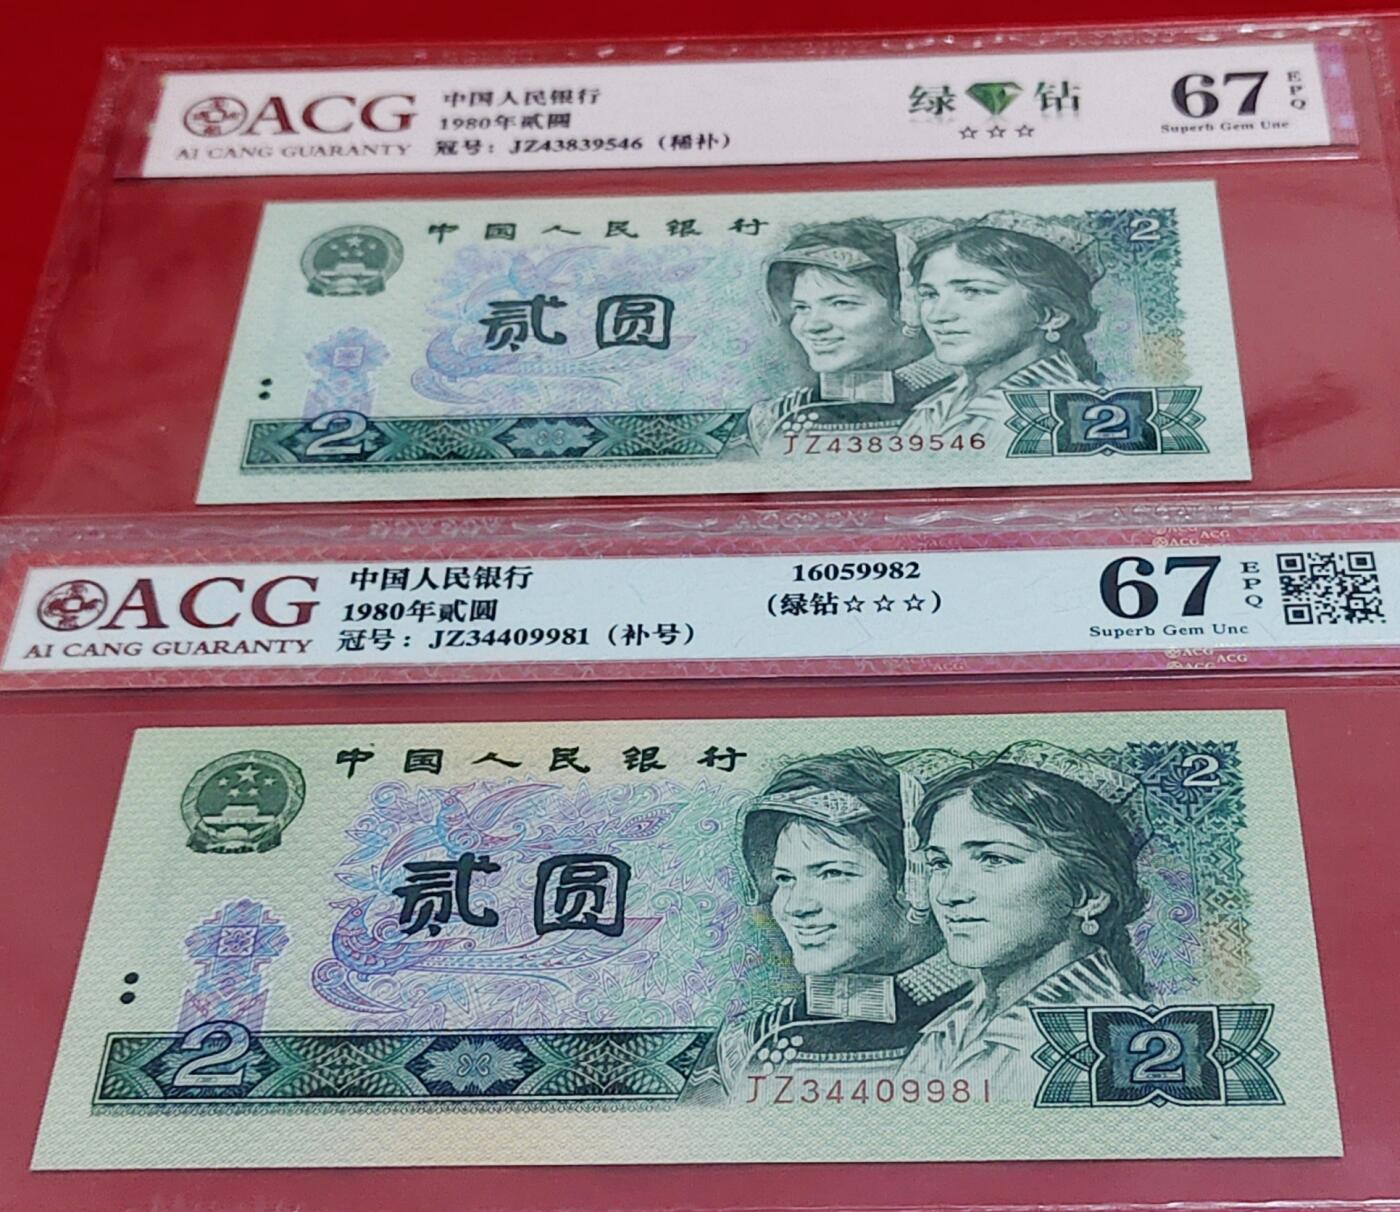 ACG
AI CANG GUARANTY
中国人民银行
1980年贰圆
冠号：JZ43839546（稀补）
绿钻
☆☆☆
67
EPQ
Superb Gem Unc
中国人民银行
贰圆
2
2
2
JZ43839546
ACG
AI CANG GUARANTY
中国人民银行
1980年贰圆
冠号：JZ34409981（补号）
16059982
（绿钻☆☆☆）
67
EPQ
Superb Gem Unc
ACG
ACG
ACG
中国人民银行
贰圆
2
2
2
JZ34409981